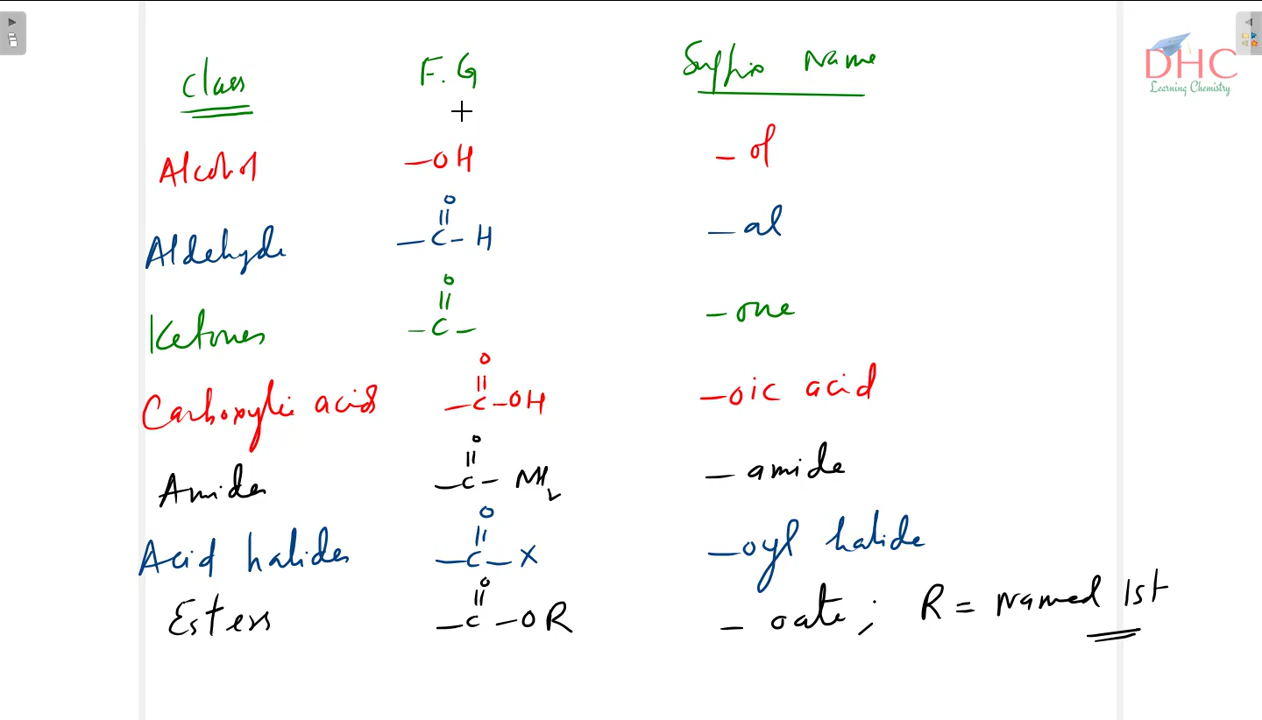 Class F.G Suffix Name
DHC
Learning Chemistry
Alcohol —OH — ol
Aldehyde —C(=O)—H — al
Ketones —C(=O)— — one
Carboxylic acids —C(=O)—OH —oic acid
Amides —C(=O)—NH₂ — amide
Acid halides —C(=O)—X —oyl halide
Esters —C(=O)—OR — oate; R = Named 1st